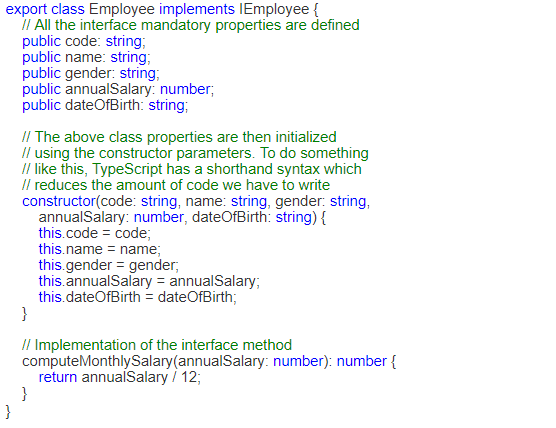 export class Employee implements IEmployee {
// All the interface mandatory properties are defined
public code: string;
public name: string;
public gender: string;
public annualSalary: number;
public dateOfBirth: string;
// The above class properties are then initialized
// using the constructor parameters. To do something
// like this, TypeScript has a shorthand syntax which
// reduces the amount of code we have to write
constructor(code: string, name: string, gender: string,
annualSalary: number, dateOfBirth: string) {
this.code = code;
this.name = name;
this.gender = gender;
this.annualSalary = annualSalary;
this.dateOfBirth = dateOfBirth;
}
// Implementation of the interface method
computeMonthlySalary(annualSalary: number): number {
return annualSalary / 12;
}
}